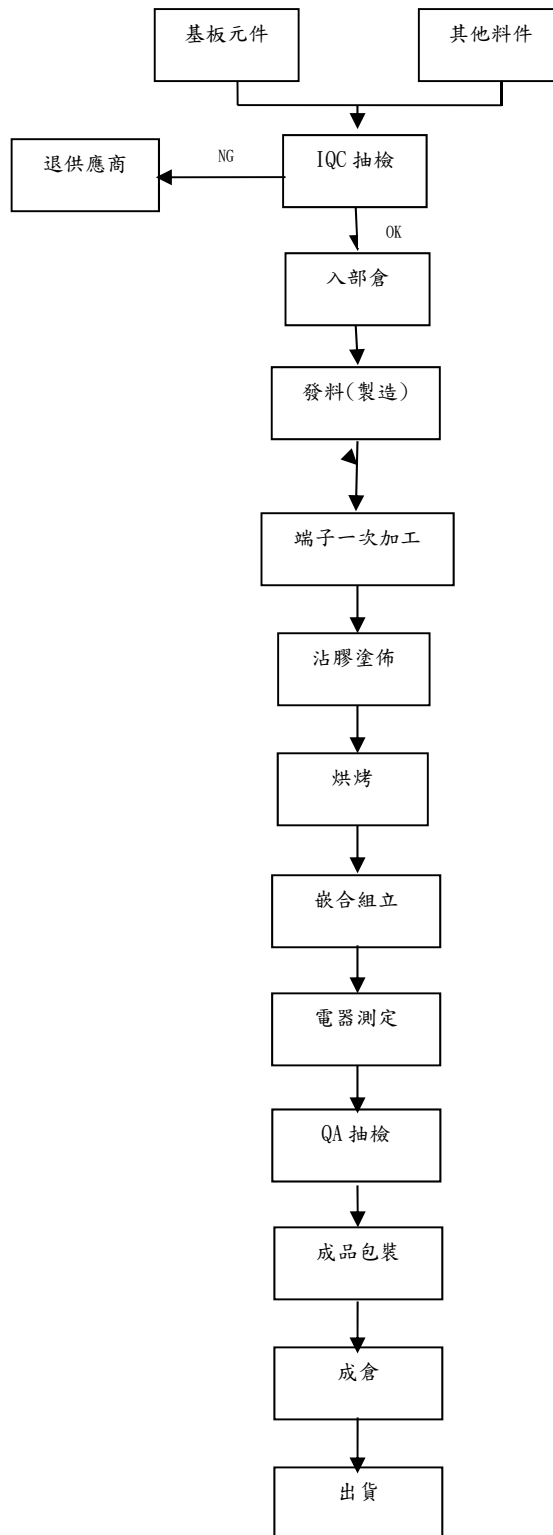 基板元件
其他料件
退供應商
NG
IQC 抽檢
OK
入部倉
發料(製造)
端子一次加工
沾膠塗佈
烘烤
嵌合組立
電器測定
QA 抽檢
成品包裝
成倉
出貨